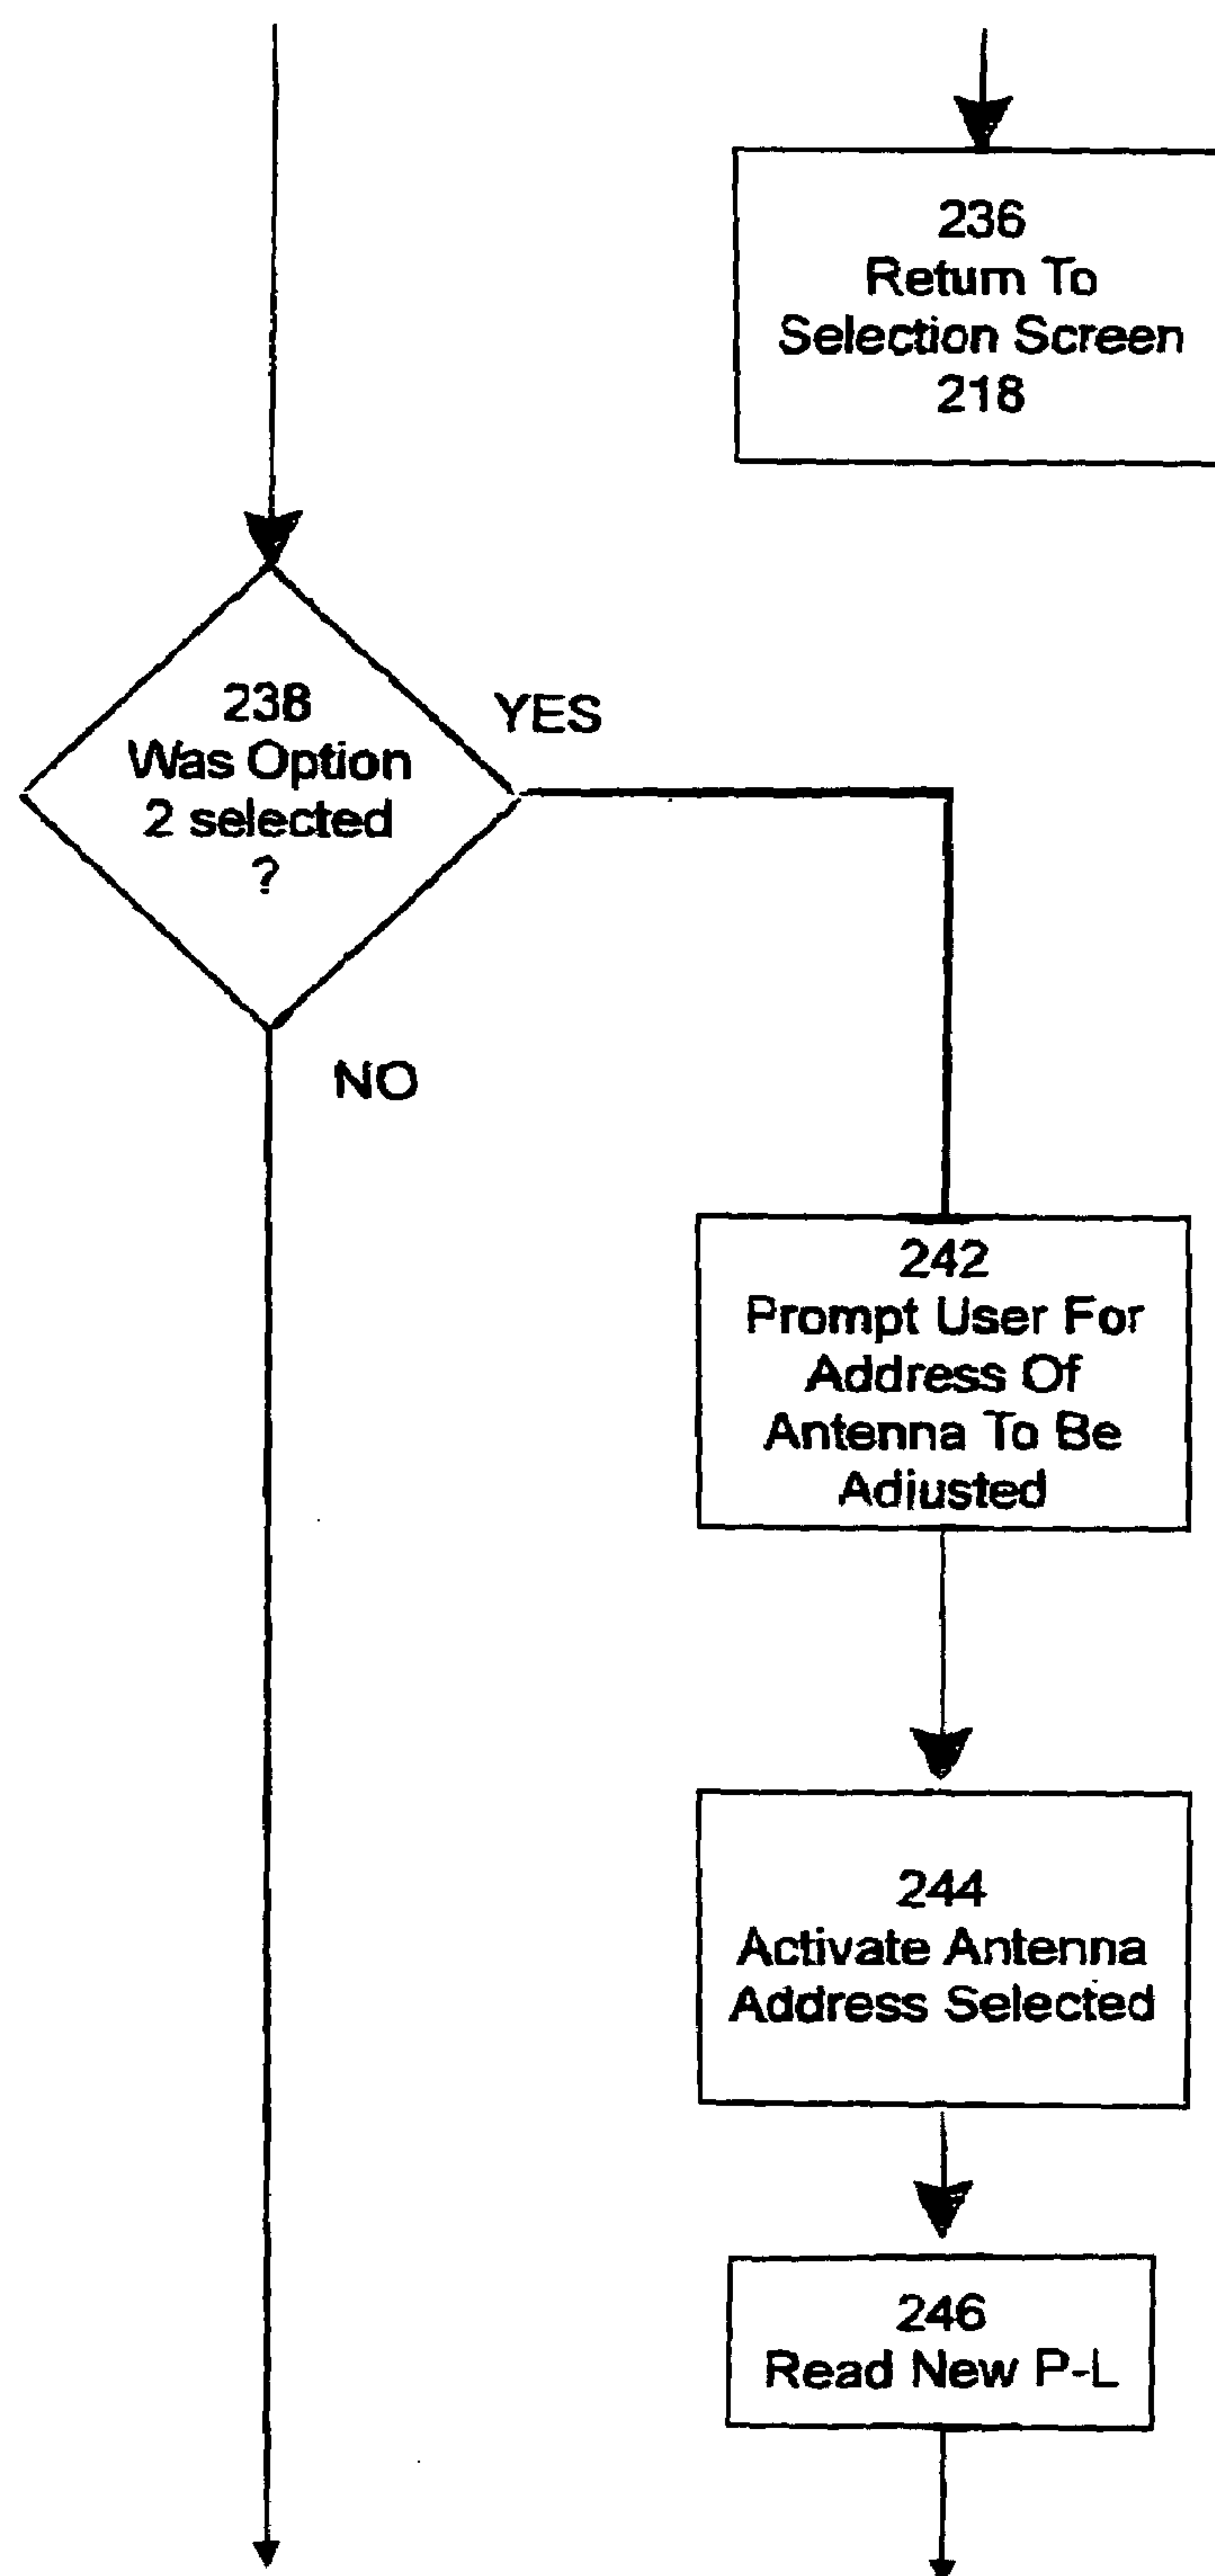 236
Return To
Selection Screen
218
238
Was Option
2 selected
?
YES
NO
242
Prompt User For
Address Of
Antenna To Be
Adjusted
244
Activate Antenna
Address Selected
246
Read New P-L